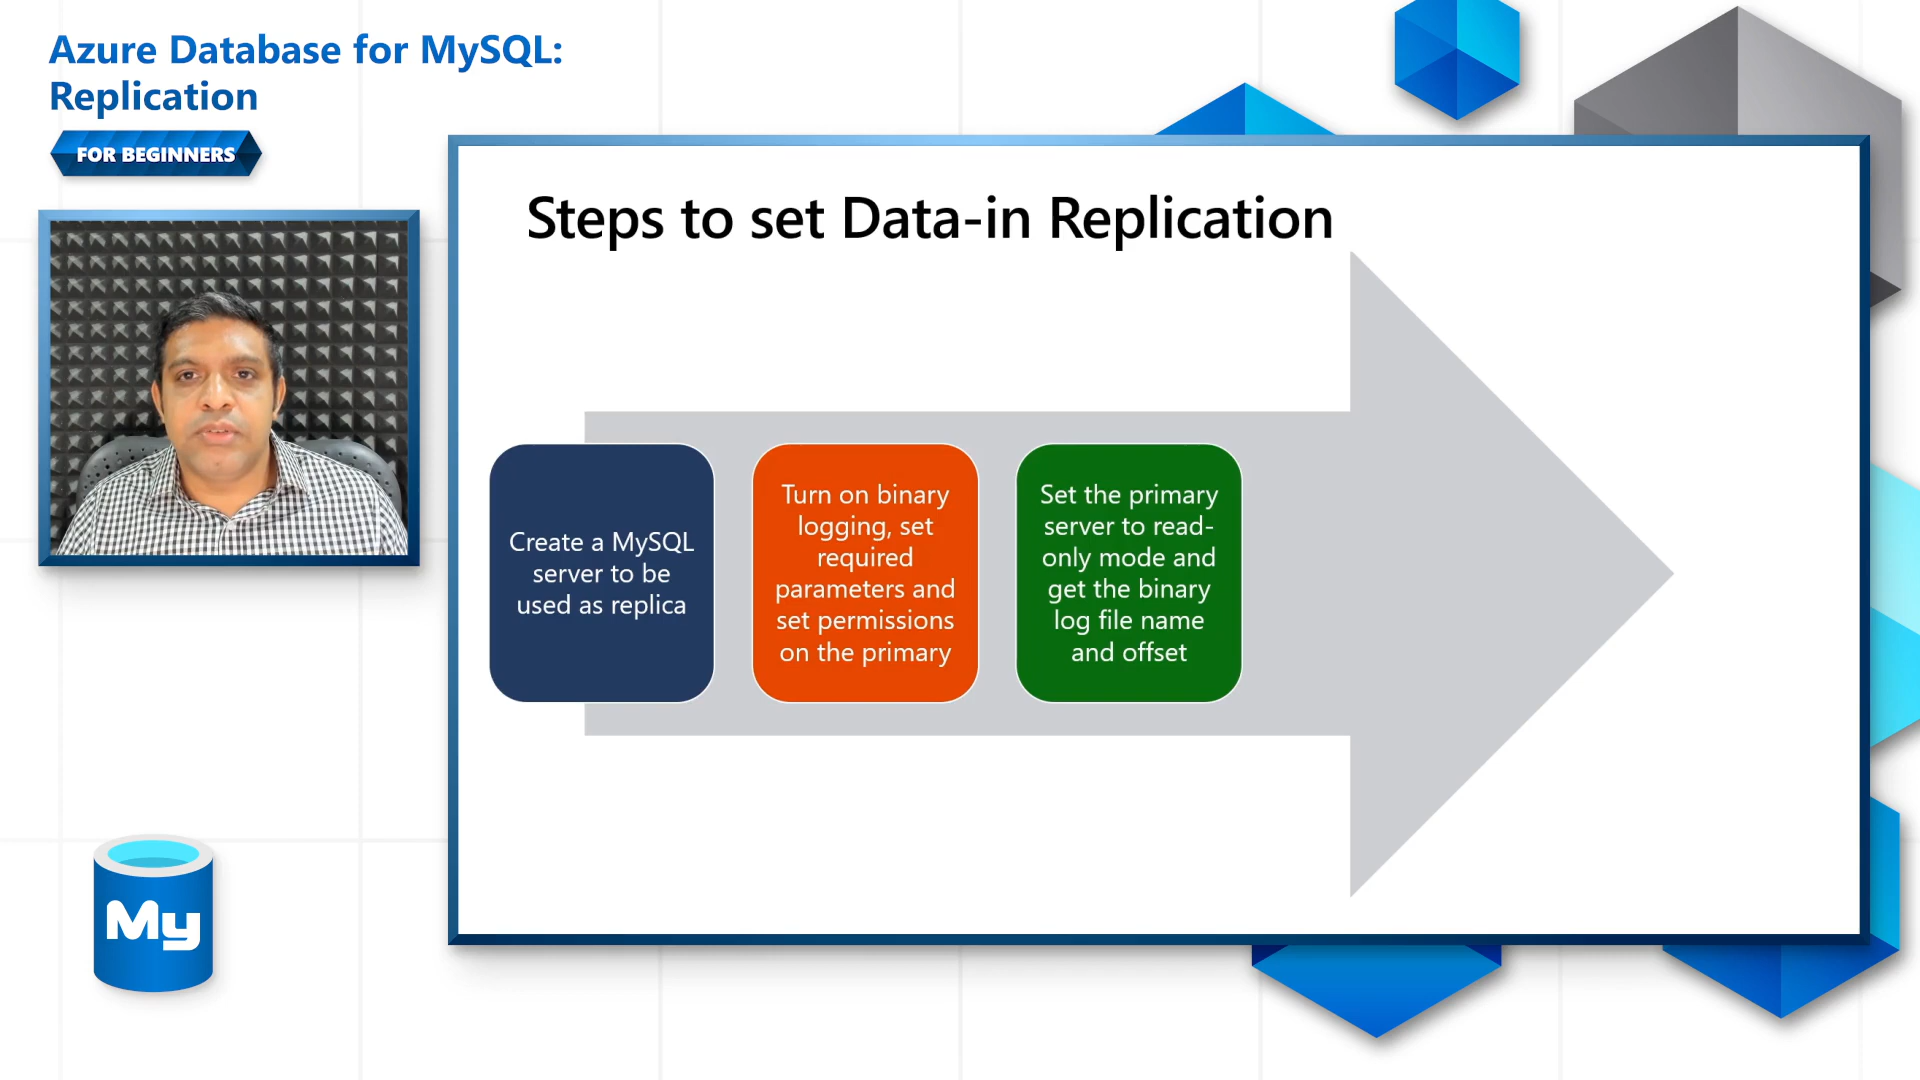 Azure Database for MySQL:
Replication
FOR BEGINNERS
Steps to set Data-in Replication
Create a MySQL
server to be
used as replica
Turn on binary
logging, set
required
parameters and
set permissions
on the primary
Set the primary
server to read-
only mode and
get the binary
log file name
and offset
My